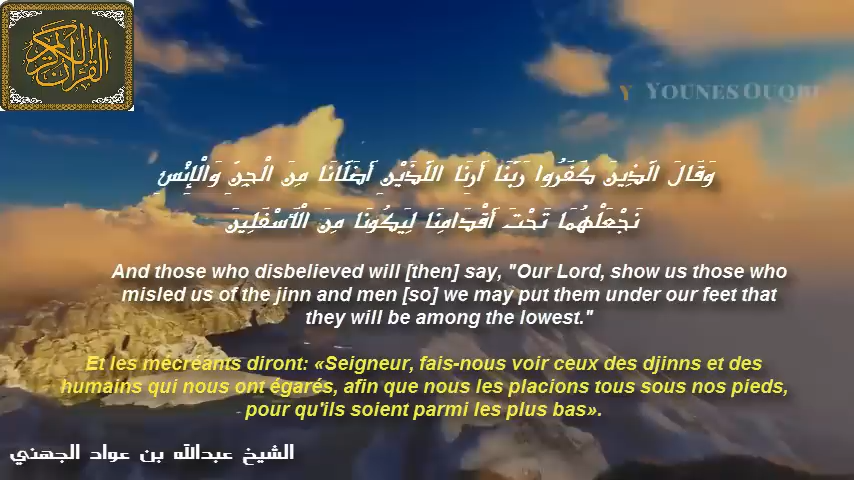 القرآن الكريم
YOUNES OUQBI
وَقَالَ الَّذِينَ كَفَرُوا رَبَّنَا أَرِنَا اللَّذَيْنِ أَضَلَّانَا مِنَ الْجِنِّ وَالْإِنْسِ
نَجْعَلْهُمَا تَحْتَ أَقْدَامِنَا لِيَكُونَا مِنَ الْأَسْفَلِينَ
And those who disbelieved will [then] say, "Our Lord, show us those who
misled us of the jinn and men [so] we may put them under our feet that
they will be among the lowest."
Et les mécréants diront: «Seigneur, fais-nous voir ceux des djinns et des
humains qui nous ont égarés, afin que nous les placions tous sous nos pieds,
pour qu'ils soient parmi les plus bas».
الشيخ عبدالله بن عواد الجهني